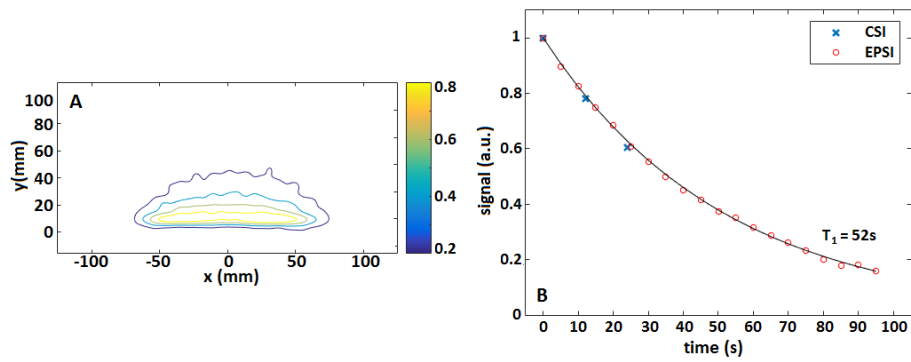 A
100
80
60
40
20
0
y(mm)
-100 -50 0 50 100
x (mm)
0.8
0.6
0.4
0.2
CSI
EPSI
1
0.8
0.6
0.4
0.2
0
signal (a.u.)
T1 = 52s
B
0 10 20 30 40 50 60 70 80 90 100
time (s)